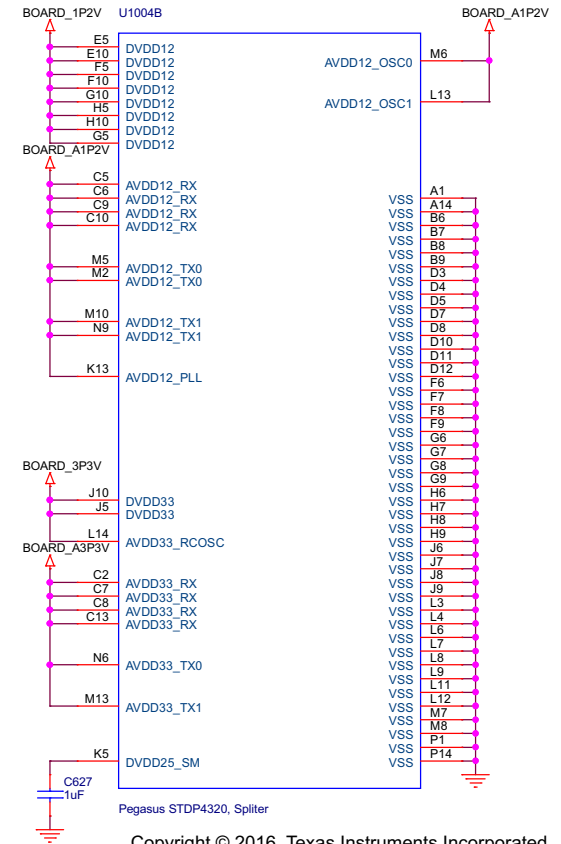 BOARD_1P2V U1004B BOARD_A1P2V
E5 DVDD12
E10 DVDD12
F5 DVDD12
F10 DVDD12
G10 DVDD12
H5 DVDD12
H10 DVDD12
G5 DVDD12
M6 AVDD12_OSC0
L13 AVDD12_OSC1
BOARD_A1P2V
C5 AVDD12_RX
C6 AVDD12_RX
C9 AVDD12_RX
C10 AVDD12_RX
M5 AVDD12_TX0
M2 AVDD12_TX0
M10 AVDD12_TX1
N9 AVDD12_TX1
K13 AVDD12_PLL
BOARD_3P3V
J10 DVDD33
J5 DVDD33
L14 AVDD33_RCOSC
BOARD_A3P3V
C2 AVDD33_RX
C7 AVDD33_RX
C8 AVDD33_RX
C13 AVDD33_RX
N6 AVDD33_TX0
M13 AVDD33_TX1
K5 DVDD25_SM
C627
1uF
VSS A1
VSS A14
VSS B6
VSS B7
VSS B8
VSS B9
VSS D3
VSS D4
VSS D5
VSS D7
VSS D8
VSS D10
VSS D11
VSS D12
VSS F6
VSS F7
VSS F8
VSS F9
VSS G6
VSS G7
VSS G8
VSS G9
VSS H6
VSS H7
VSS H8
VSS H9
VSS J6
VSS J7
VSS J8
VSS J9
VSS L3
VSS L4
VSS L6
VSS L7
VSS L8
VSS L9
VSS L11
VSS L12
VSS M7
VSS M8
VSS P1
VSS P14
Pegasus STDP4320, Spliter
Copyright © 2016, Texas Instruments Incorporated